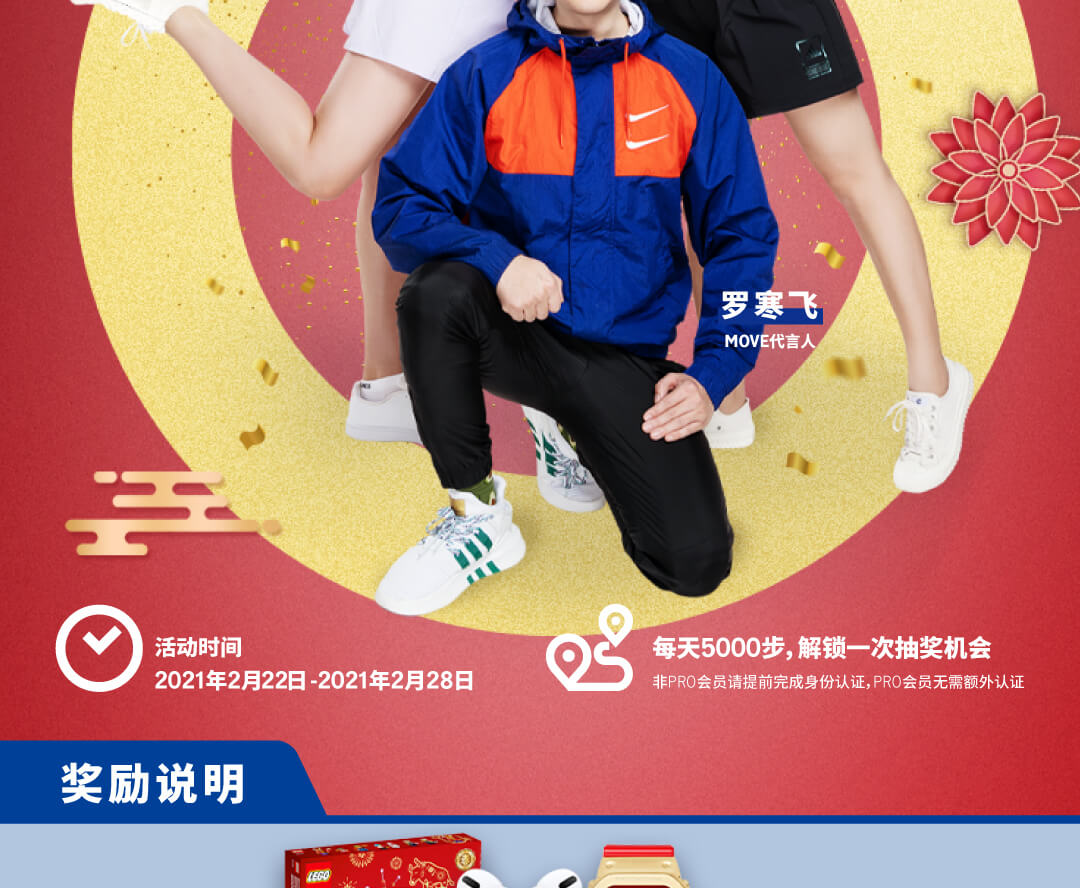 罗寒飞
MOVE代言人
活动时间
2021年2月22日-2021年2月28日
每天5000步，解锁一次抽奖机会
非PRO会员请提前完成身份认证，PRO会员无需额外认证
奖励说明
LEGO